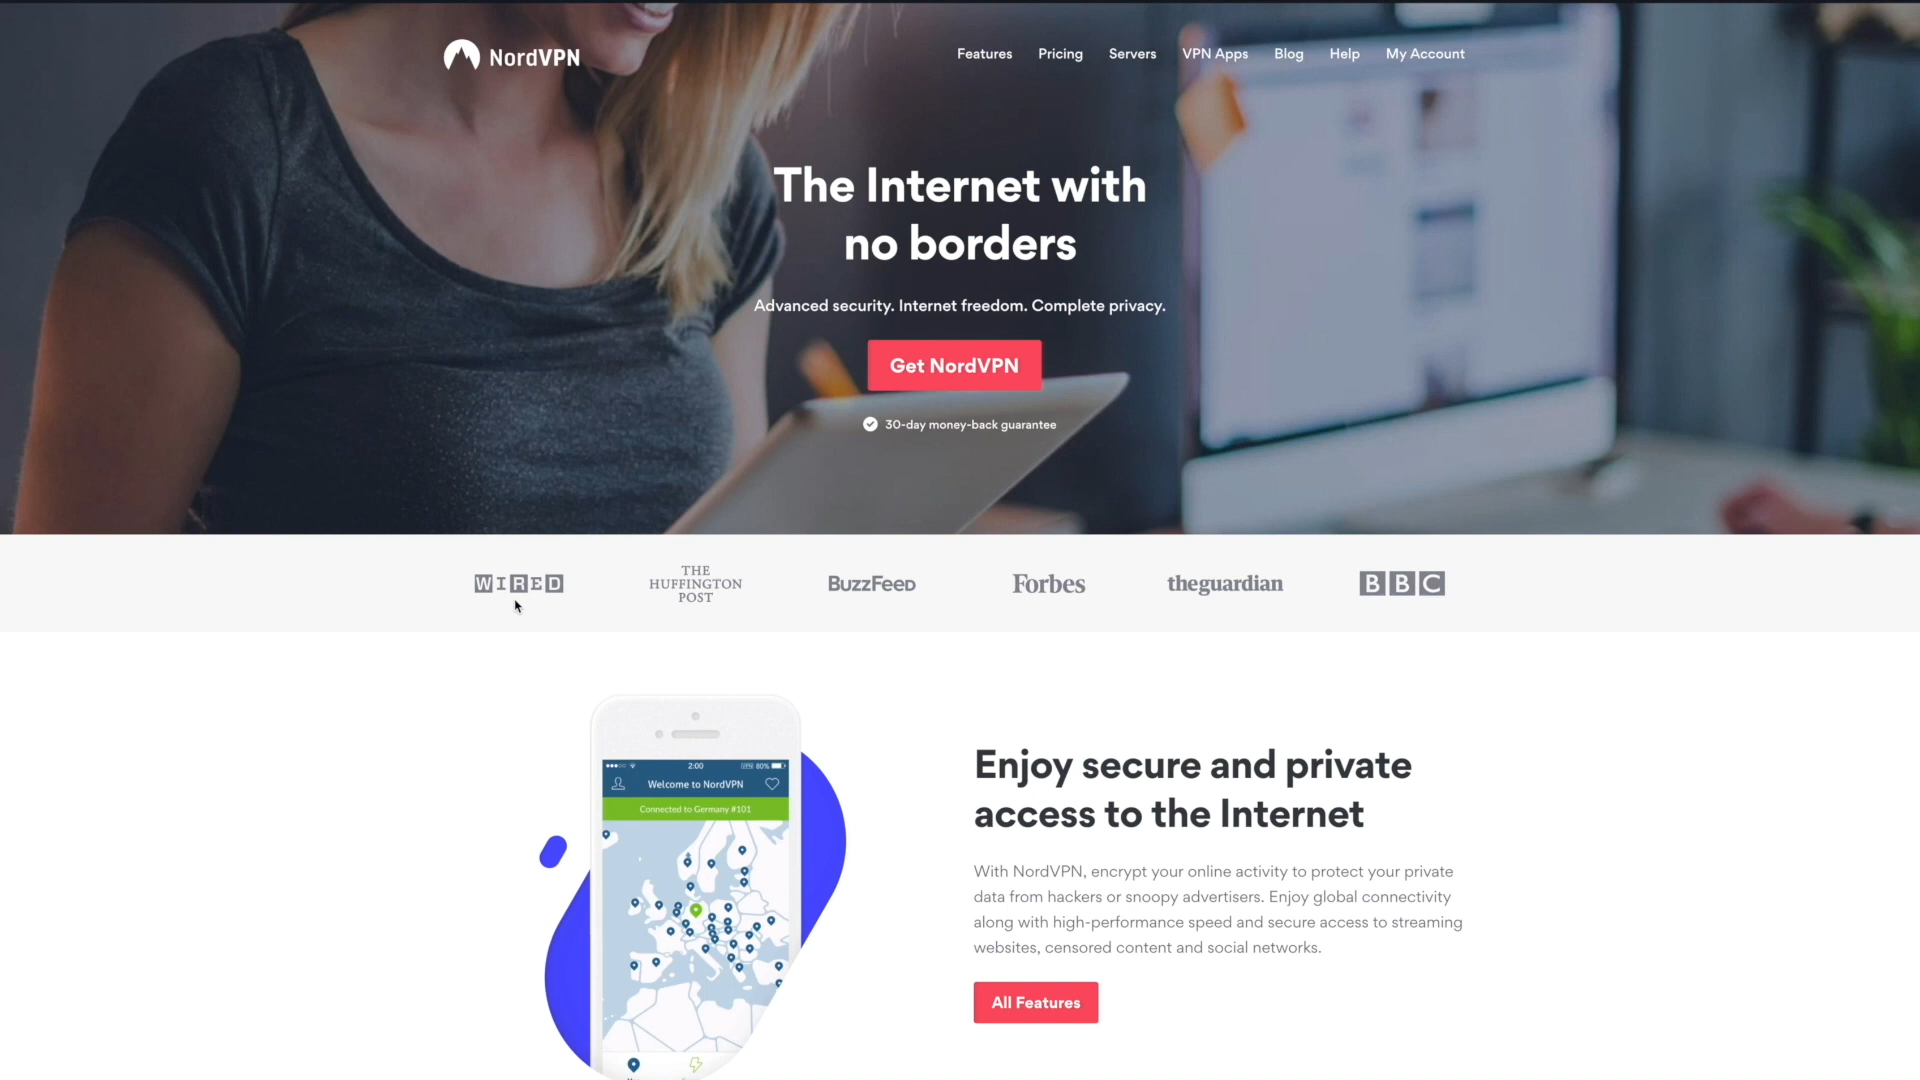 NordVPN
Features Pricing Servers VPN Apps Blog Help My Account
The Internet with
no borders
Advanced security. Internet freedom. Complete privacy.
Get NordVPN
30-day money-back guarantee
WIRED
THE
HUFFINGTON
POST
BuzzFeed
Forbes
theguardian
BBC
2:00 VPN 80%
Welcome to NordVPN
Connected to Germany #101
Enjoy secure and private
access to the Internet
With NordVPN, encrypt your online activity to protect your private
data from hackers or snoopy advertisers. Enjoy global connectivity
along with high-performance speed and secure access to streaming
websites, censored content and social networks.
All Features